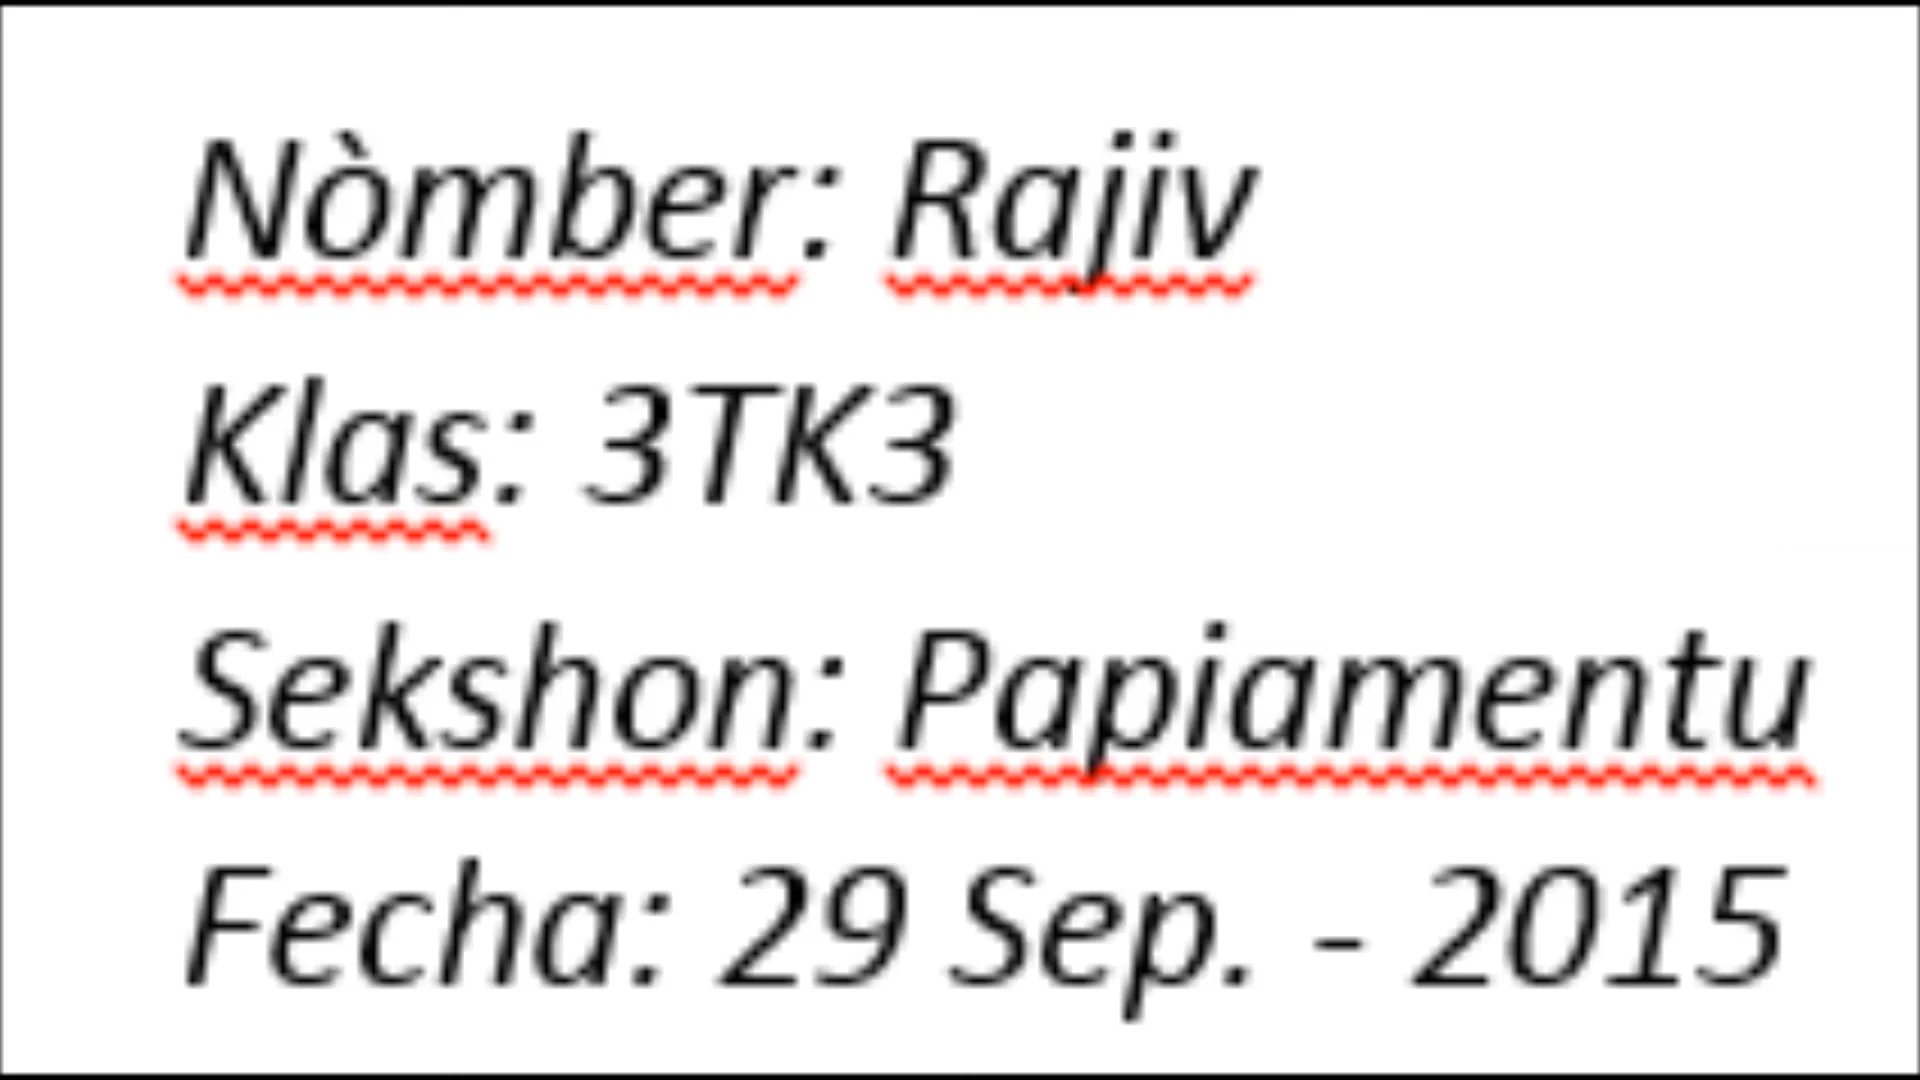 Nòmber: Rajiv
Klas: 3TK3
Sekshon: Papiamentu
Fecha: 29 Sep. - 2015